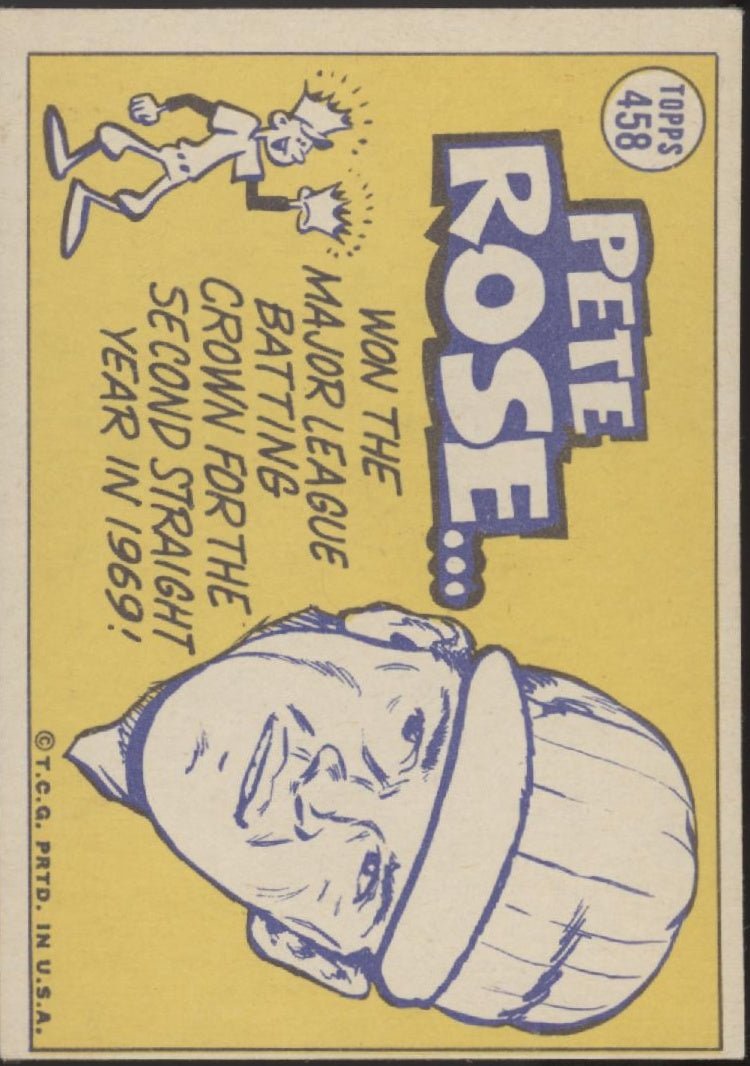 TOPPS
458
PETE
ROSE...
WON THE
MAJOR LEAGUE
BATTING
CROWN FOR THE
SECOND STRAIGHT
YEAR IN 1969!
© T.C.G. PRTD. IN U.S.A.